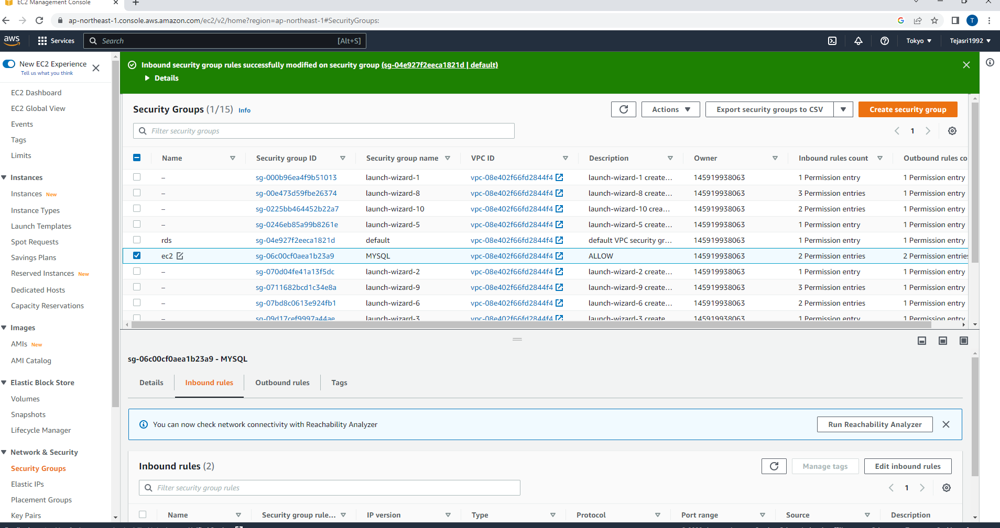 EC2 Management Console
ap-northeast-1.console.aws.amazon.com/ec2/v2/home?region=ap-northeast-1#SecurityGroups:
T
aws
Services
Search
[Alt+S]
Tokyo
Tejasri1992
New EC2 Experience
Tell us what you think
EC2 Dashboard
EC2 Global View
Events
Tags
Limits
Instances
Instances New
Instance Types
Launch Templates
Spot Requests
Savings Plans
Reserved Instances New
Dedicated Hosts
Capacity Reservations
Images
AMIs New
AMI Catalog
Elastic Block Store
Volumes
Snapshots
Lifecycle Manager
Network & Security
Security Groups
Elastic IPs
Placement Groups
Key Pairs
Inbound security group rules successfully modified on security group (sg-04e927f2eeca1821d | default)
Details
Security Groups (1/15) Info
Actions
Export security groups to CSV
Create security group
Filter security groups
1
Name Security group ID Security group name VPC ID Description Owner Inbound rules count Outbound rules co
– sg-000b96ea4f9b51013 launch-wizard-1 vpc-08e402f66fd2844f4 launch-wizard-1 create... 145919938063 1 Permission entry 1 Permission entry
– sg-00e473d59fbe26374 launch-wizard-8 vpc-08e402f66fd2844f4 launch-wizard-8 create... 145919938063 3 Permission entries 1 Permission entry
– sg-0225bb464452b22a7 launch-wizard-10 vpc-08e402f66fd2844f4 launch-wizard-10 crea... 145919938063 2 Permission entries 1 Permission entry
– sg-0246eb85a99b8261e launch-wizard-5 vpc-08e402f66fd2844f4 launch-wizard-5 create... 145919938063 1 Permission entry 1 Permission entry
rds sg-04e927f2eeca1821d default vpc-08e402f66fd2844f4 default VPC security gr... 145919938063 1 Permission entry 1 Permission entry
ec2 sg-06c00cf0aea1b23a9 MYSQL vpc-08e402f66fd2844f4 ALLOW 145919938063 2 Permission entries 2 Permission entries
– sg-070d04fe41a13f5dc launch-wizard-2 vpc-08e402f66fd2844f4 launch-wizard-2 create... 145919938063 1 Permission entry 1 Permission entry
– sg-0711682bcd1c34e8a launch-wizard-9 vpc-08e402f66fd2844f4 launch-wizard-9 create... 145919938063 3 Permission entries 1 Permission entry
– sg-07bd8c0613e924fb1 launch-wizard-6 vpc-08e402f66fd2844f4 launch-wizard-6 create... 145919938063 2 Permission entries 1 Permission entry
– sg-09d17cef9997a44ae launch-wizard-3 vpc-08e402f66fd2844f4 launch-wizard-3 create 145919938063 1 Permission entry 1 Permission entry
sg-06c00cf0aea1b23a9 - MYSQL
Details
Inbound rules
Outbound rules
Tags
You can now check network connectivity with Reachability Analyzer
Run Reachability Analyzer
Inbound rules (2)
Manage tags
Edit inbound rules
Filter security group rules
1
Name Security group rule... IP version Type Protocol Port range Source Description